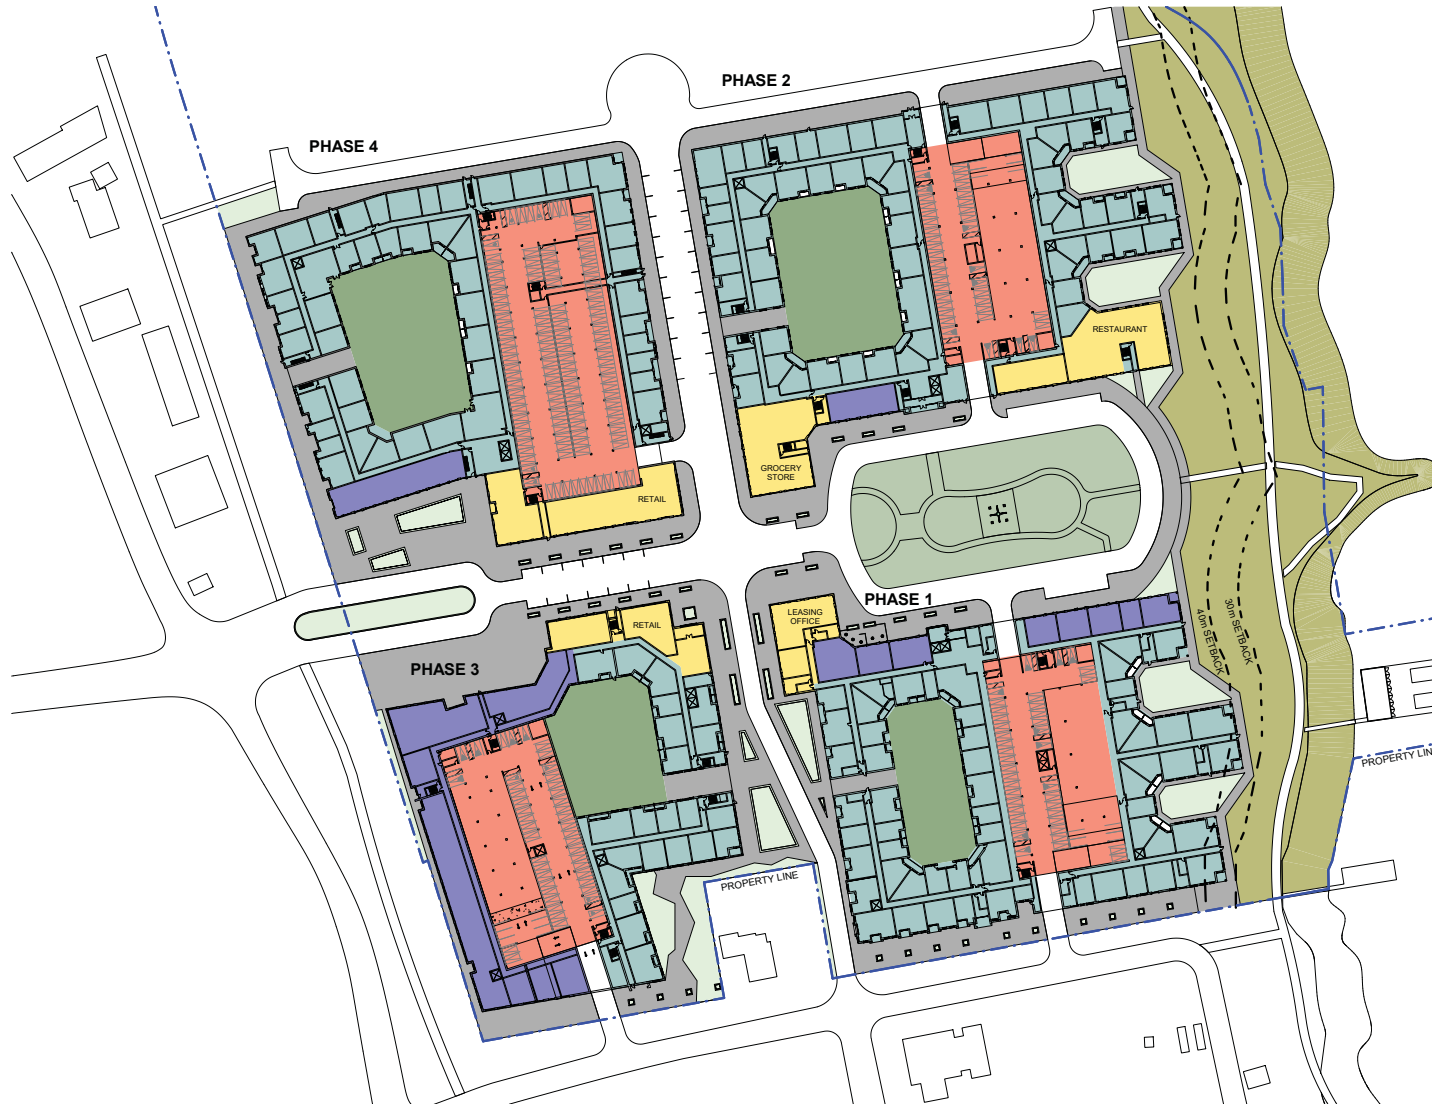 PHASE 2
PHASE 4
RESTAURANT
GROCERY
STORE
RETAIL
PHASE 1
LEASING
OFFICE
30m SETBACK
40m SETBACK
RETAIL
PHASE 3
PROPERTY LIN
PROPERTY LINE